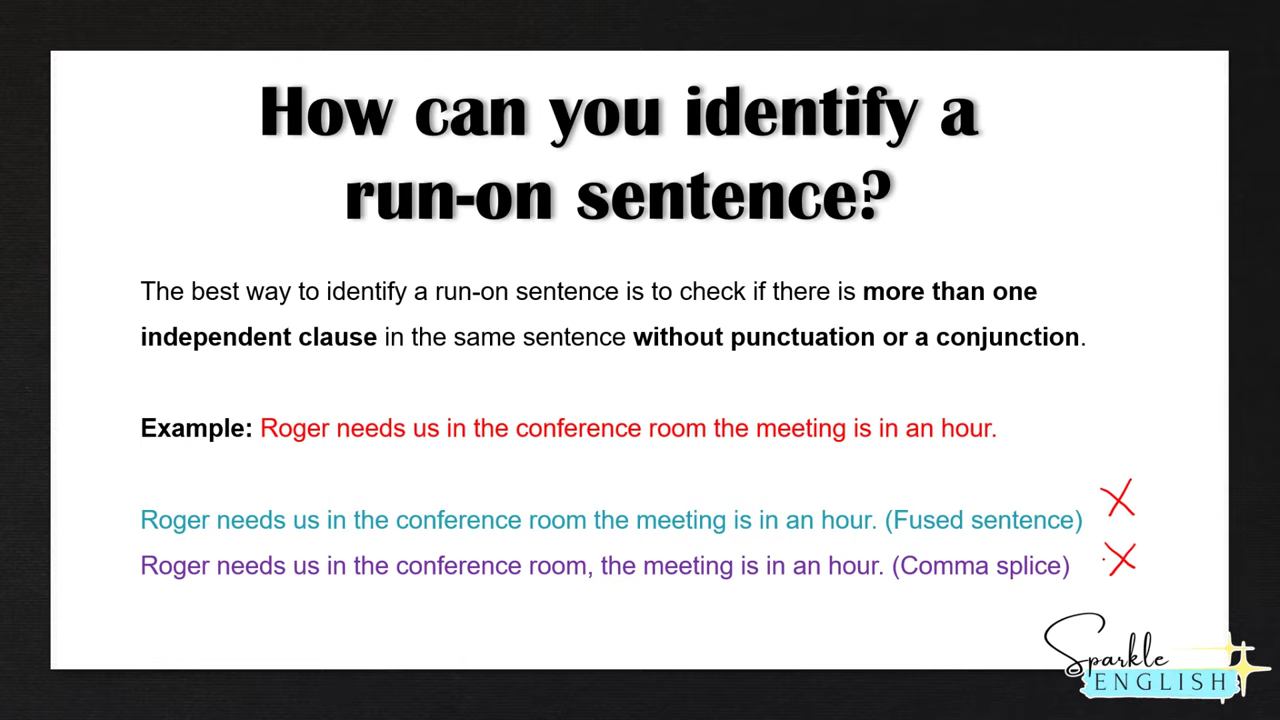 How can you identify a
run-on sentence?
The best way to identify a run-on sentence is to check if there is more than one
independent clause in the same sentence without punctuation or a conjunction.
Example: Roger needs us in the conference room the meeting is in an hour.
Roger needs us in the conference room the meeting is in an hour. (Fused sentence)
Roger needs us in the conference room, the meeting is in an hour. (Comma splice)
Sparkle
ENGLISH